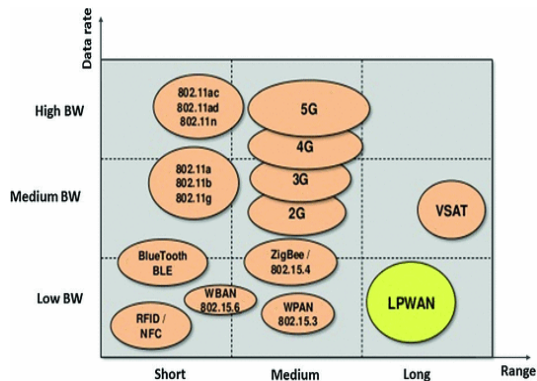 Data rate
High BW
802.11ac
802.11ad
802.11n
5G
4G
Medium BW
802.11a
802.11b
802.11g
3G
2G
VSAT
Low BW
BlueTooth
BLE
ZigBee /
802.15.4
WBAN
802.15.6
RFID /
NFC
WPAN
802.15.3
LPWAN
Short
Medium
Long
Range